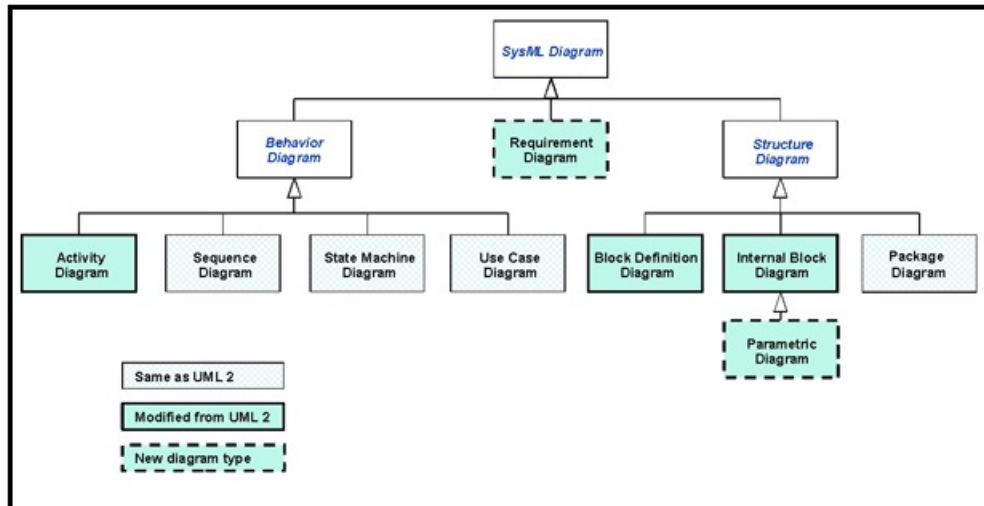 SysML Diagram
Behavior
Diagram
Requirement
Diagram
Structure
Diagram
Activity
Diagram
Sequence
Diagram
State Machine
Diagram
Use Case
Diagram
Block Definition
Diagram
Internal Block
Diagram
Package
Diagram
Parametric
Diagram
Same as UML 2
Modified from UML 2
New diagram type